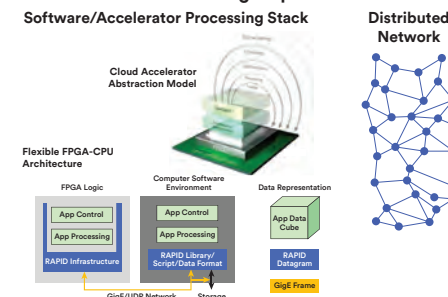 Software/Accelerator Processing Stack
Distributed
Network
Cloud Accelerator
Abstraction Model
Flexible FPGA-CPU
Architecture
FPGA Logic
Computer Software
Environment
Data Representation
App Control
App Processing
RAPID Infrastructure
App Control
App Processing
RAPID Library/
Script/Data Format
App Data
Cube
RAPID
Datagram
GigE Frame
GigE/UDP Network
Storage